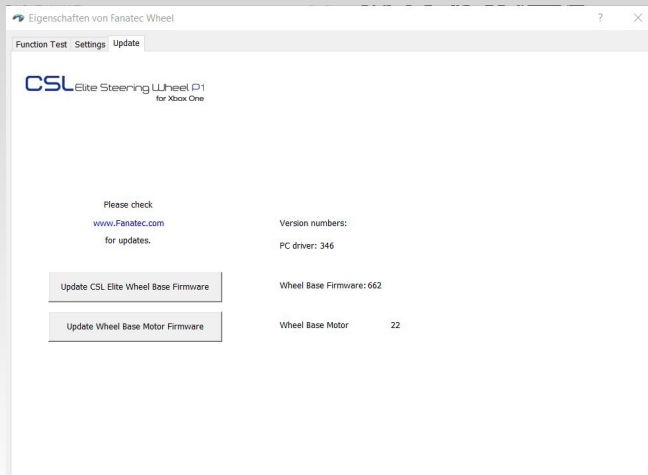 Eigenschaften von Fanatec Wheel
Function Test Settings Update
CSL Elite Steering Wheel P1
for Xbox One
Please check
www.Fanatec.com
for updates.
Version numbers:
PC driver: 346
Update CSL Elite Wheel Base Firmware
Wheel Base Firmware: 662
Update Wheel Base Motor Firmware
Wheel Base Motor 22